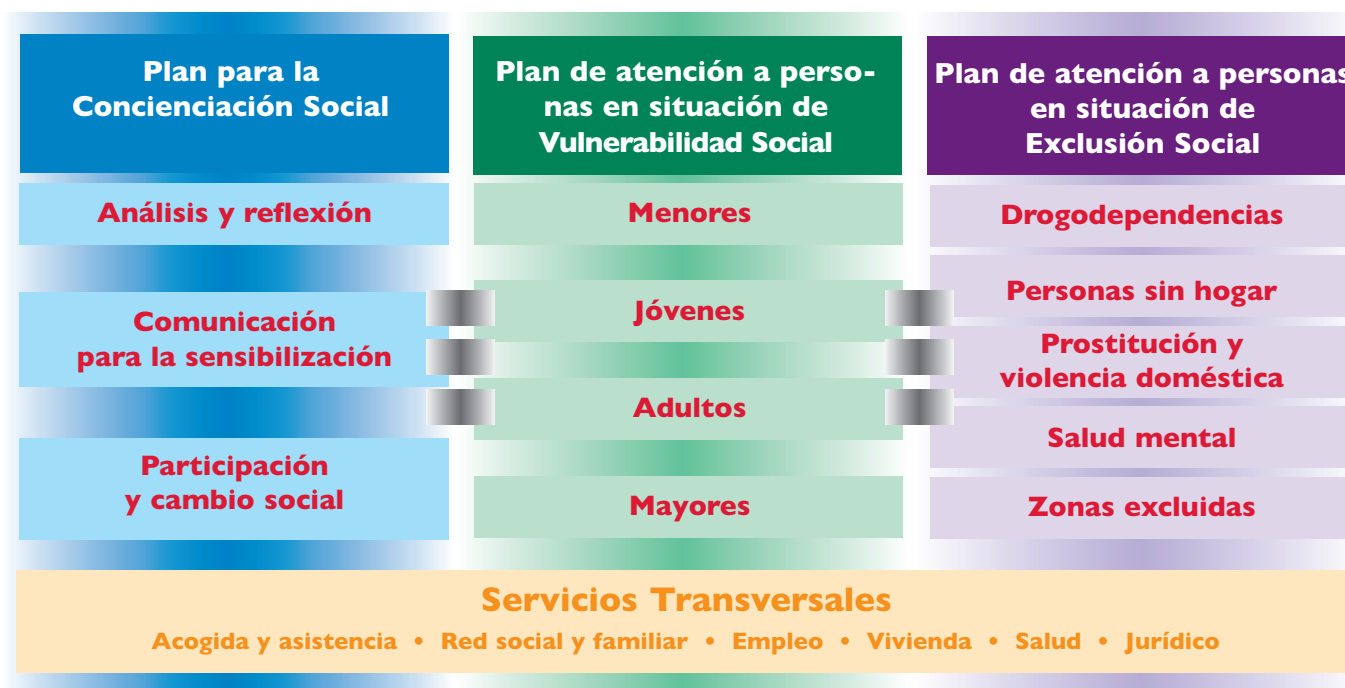 Plan para la
Concienciación Social
Análisis y reflexión
Comunicación
para la sensibilización
Participación
y cambio social
Plan de atención a perso-
nas en situación de
Vulnerabilidad Social
Menores
Jóvenes
Adultos
Mayores
Plan de atención a personas
en situación de
Exclusión Social
Drogodependencias
Personas sin hogar
Prostitución y
violencia doméstica
Salud mental
Zonas excluidas
Servicios Transversales
Acogida y asistencia • Red social y familiar • Empleo • Vivienda • Salud • Jurídico